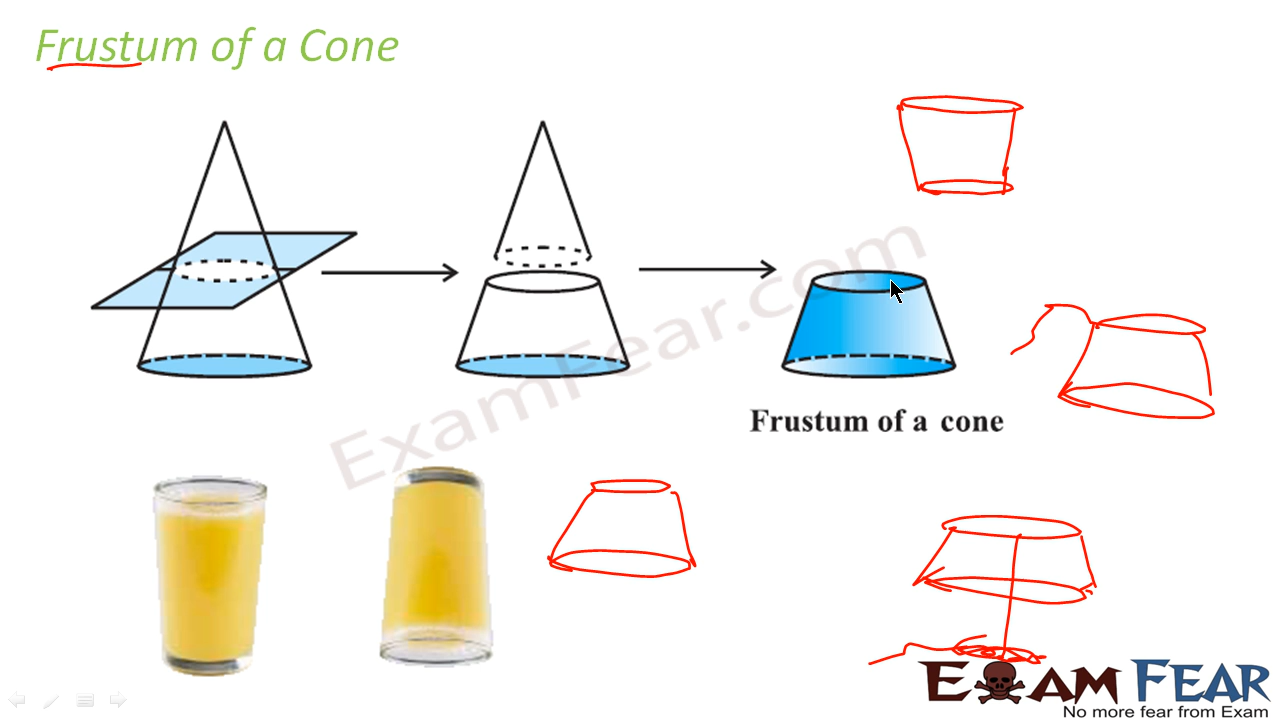 Frustum of a Cone
ExamFear.com
Frustum of a cone
EXAM FEAR
No more fear from Exam